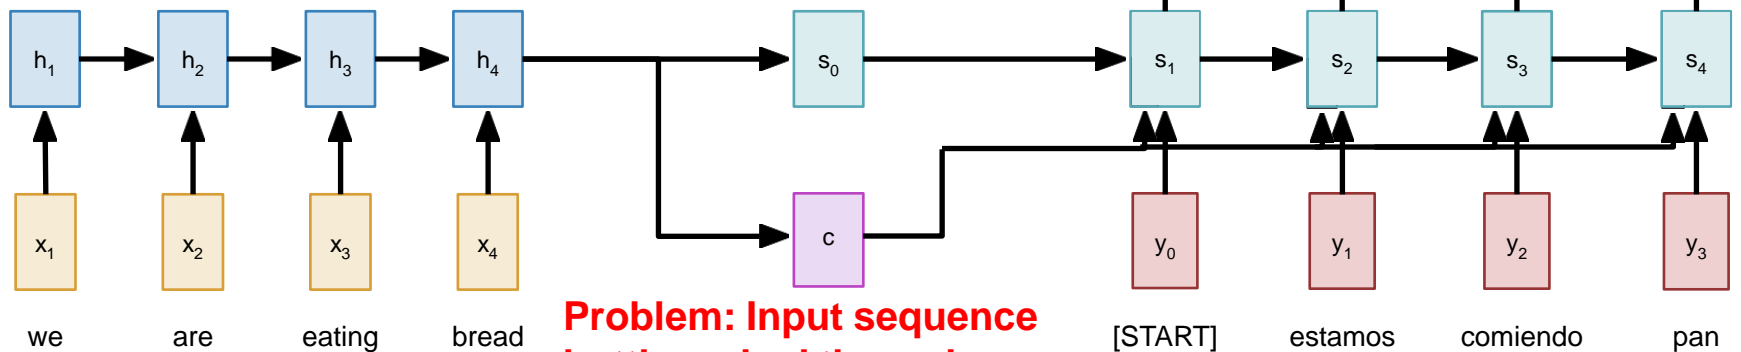 h1 h2 h3 h4 s0 s1 s2 s3 s4
x1 x2 x3 x4 c y0 y1 y2 y3
Problem: Input sequence
we are eating bread [START] estamos comiendo pan